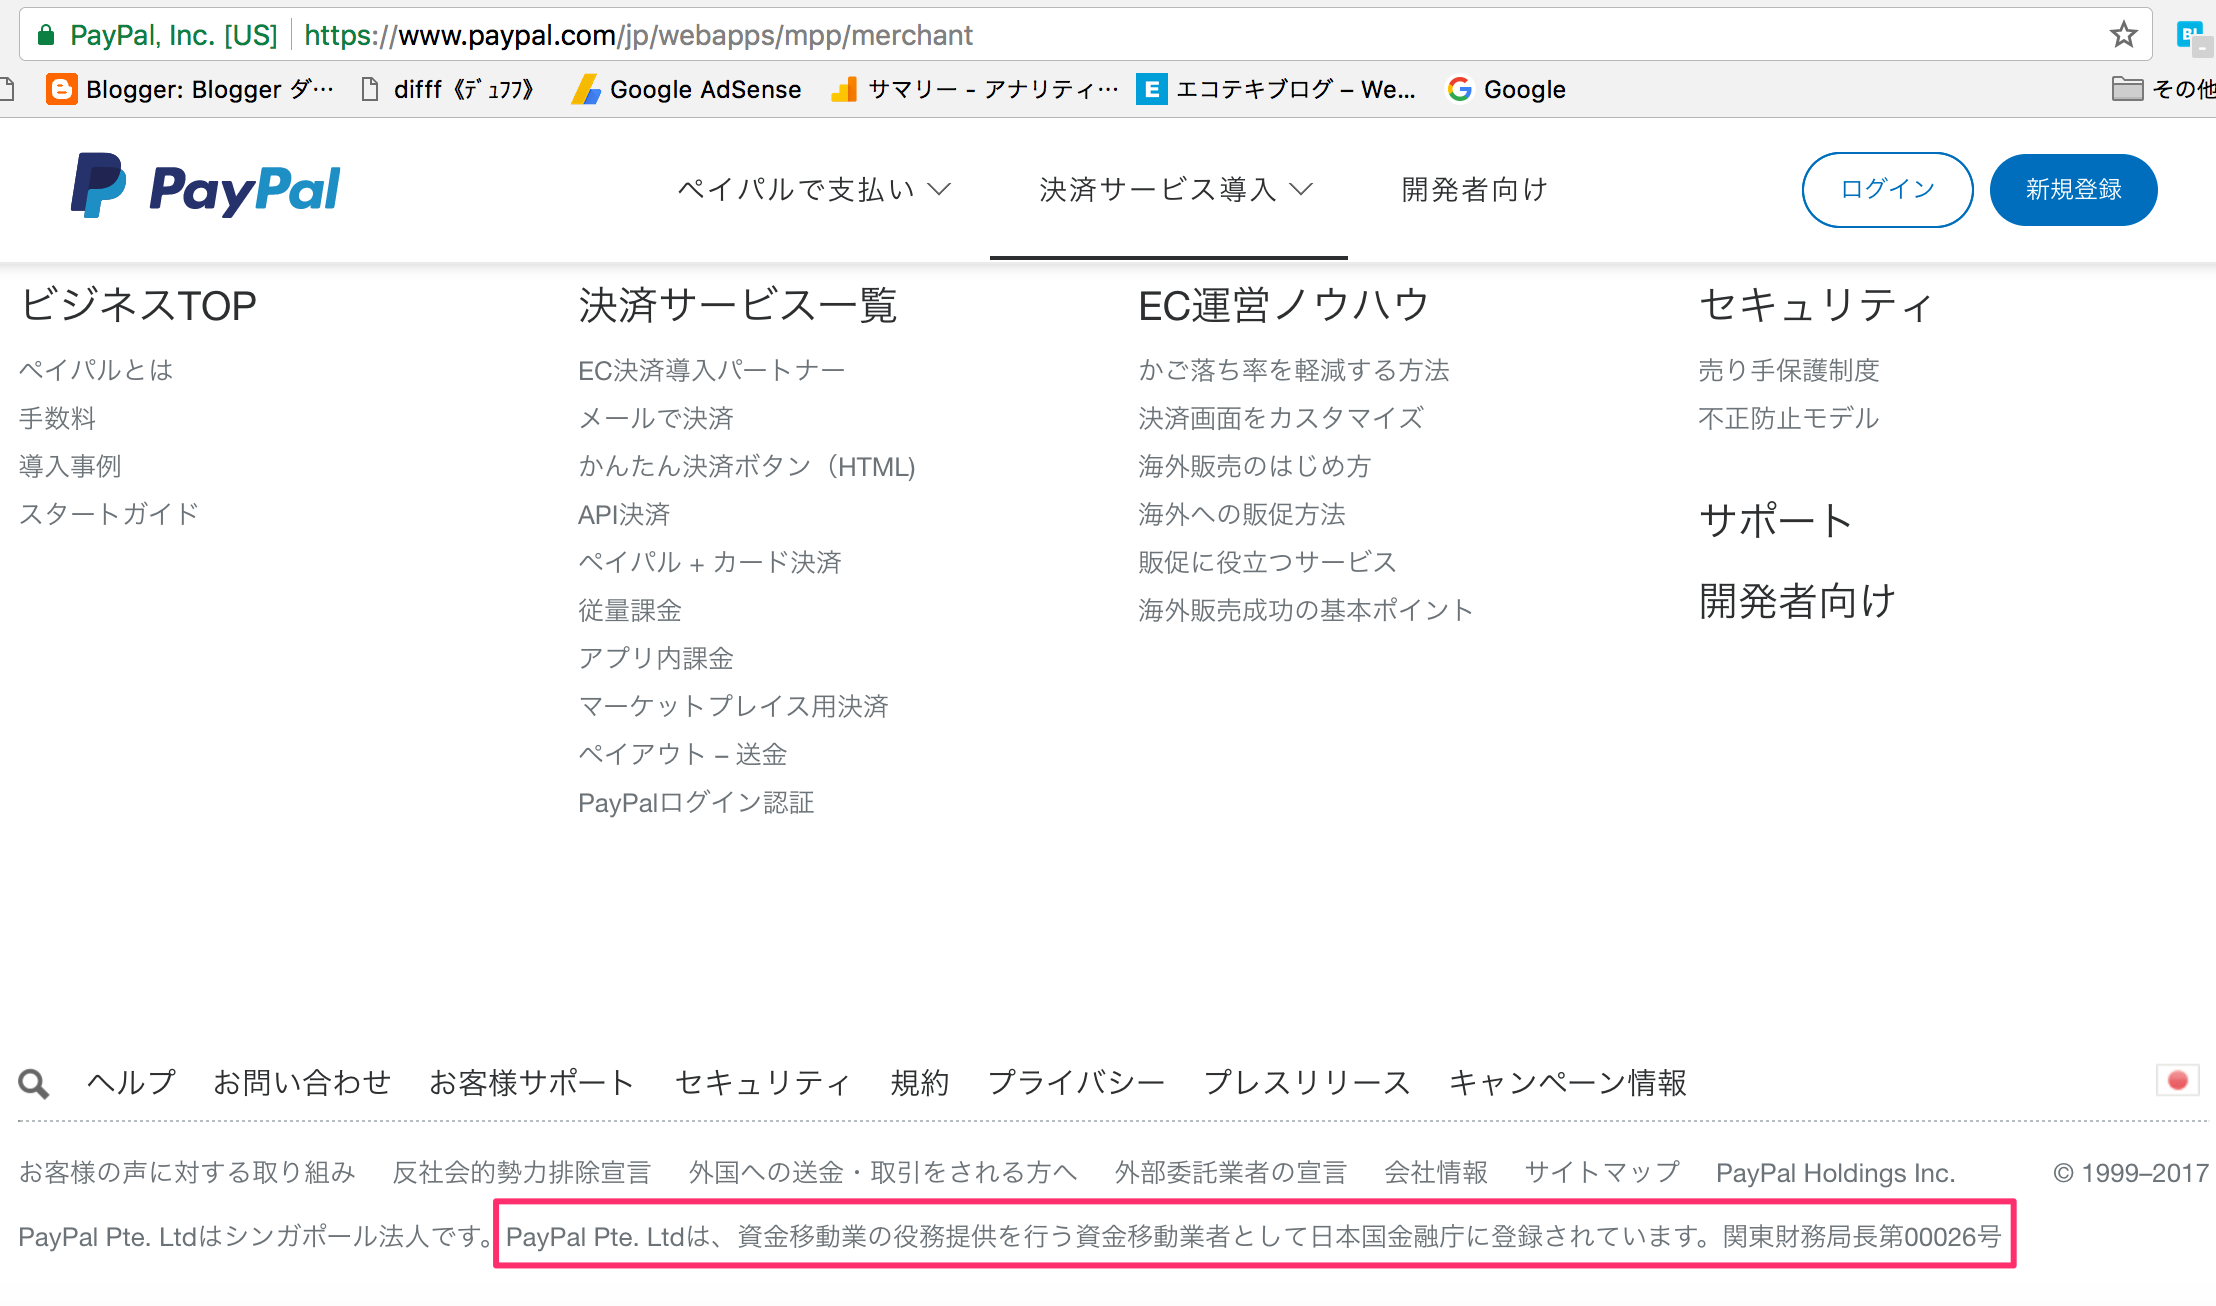 PayPal, Inc. [US] https://www.paypal.com/jp/webapps/mpp/merchant
Blogger: Blogger ダ… difff《ﾃﾞｭﾌﾌ》 Google AdSense サマリー - アナリティ… エコテキブログ – We... Google その他
PayPal ペイパルで支払い 決済サービス導入 開発者向け ログイン 新規登録
ビジネスTOP
ペイパルとは
手数料
導入事例
スタートガイド
決済サービス一覧
EC決済導入パートナー
メールで決済
かんたん決済ボタン（HTML)
API決済
ペイパル + カード決済
従量課金
アプリ内課金
マーケットプレイス用決済
ペイアウト – 送金
PayPalログイン認証
EC運営ノウハウ
かご落ち率を軽減する方法
決済画面をカスタマイズ
海外販売のはじめ方
海外への販促方法
販促に役立つサービス
海外販売成功の基本ポイント
セキュリティ
売り手保護制度
不正防止モデル
サポート
開発者向け
ヘルプ お問い合わせ お客様サポート セキュリティ 規約 プライバシー プレスリリース キャンペーン情報
お客様の声に対する取り組み 反社会的勢力排除宣言 外国への送金・取引をされる方へ 外部委託業者の宣言 会社情報 サイトマップ PayPal Holdings Inc. © 1999–2017
PayPal Pte. Ltdはシンガポール法人です。PayPal Pte. Ltdは、資金移動業の役務提供を行う資金移動業者として日本国金融庁に登録されています。関東財務局長第00026号